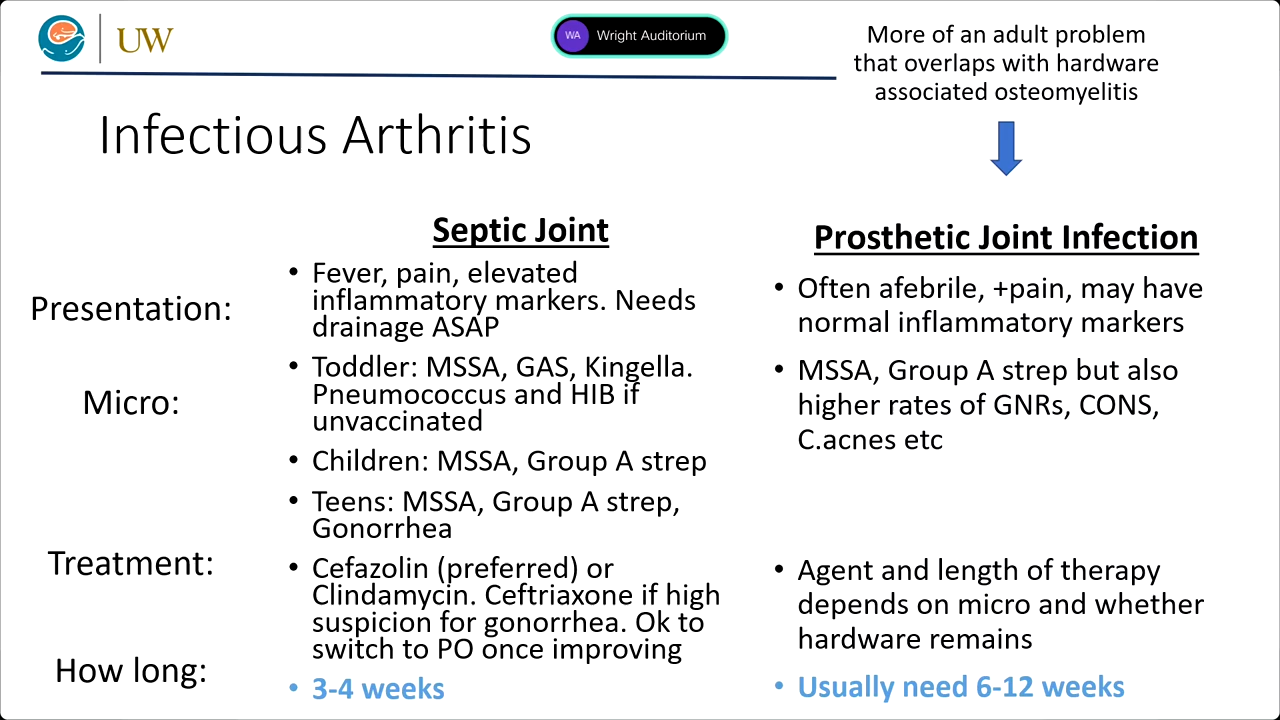 UW
WA Wright Auditorium
More of an adult problem
that overlaps with hardware
associated osteomyelitis
Infectious Arthritis
Septic Joint
Prosthetic Joint Infection
Presentation:
• Fever, pain, elevated
inflammatory markers. Needs
drainage ASAP
• Often afebrile, +pain, may have
normal inflammatory markers
Micro:
• Toddler: MSSA, GAS, Kingella.
Pneumococcus and HIB if
unvaccinated
• Children: MSSA, Group A strep
• Teens: MSSA, Group A strep,
Gonorrhea
• MSSA, Group A strep but also
higher rates of GNRs, CONS,
C.acnes etc
Treatment:
• Cefazolin (preferred) or
Clindamycin. Ceftriaxone if high
suspicion for gonorrhea. Ok to
switch to PO once improving
• Agent and length of therapy
depends on micro and whether
hardware remains
How long:
• 3-4 weeks
• Usually need 6-12 weeks